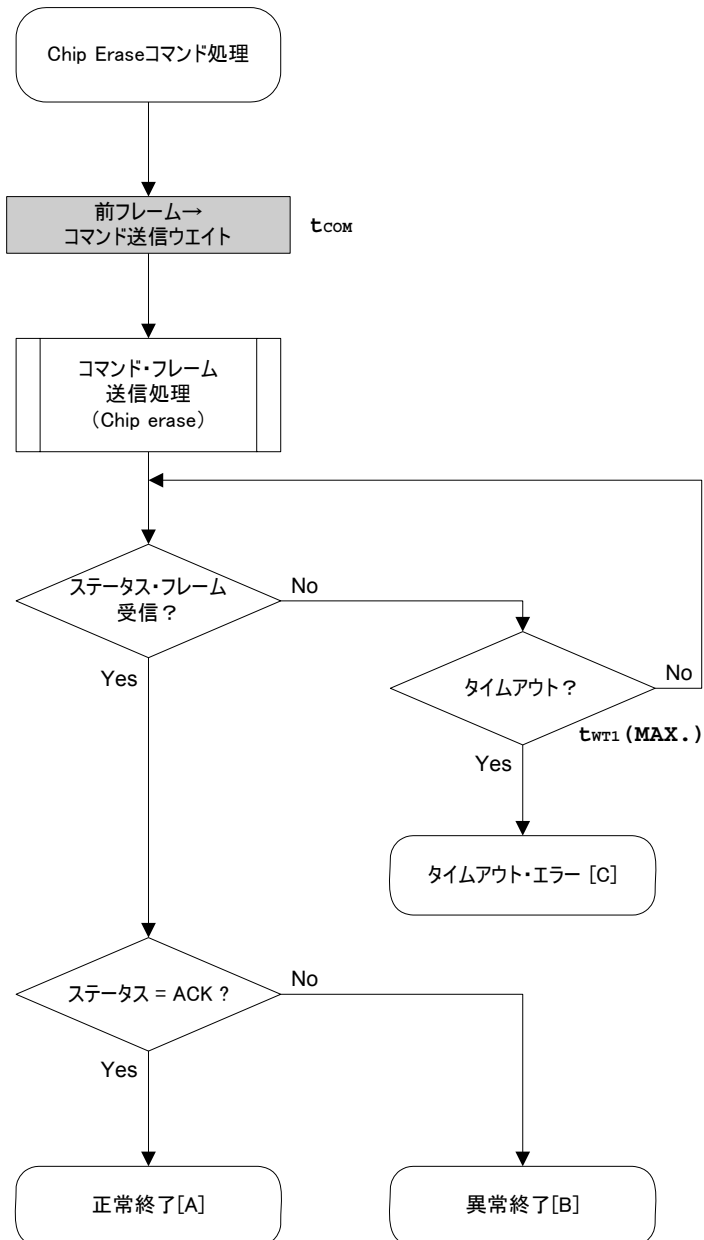 Chip Eraseコマンド処理
前フレーム→
コマンド送信ウエイト
tCOM
コマンド・フレーム
送信処理
（Chip erase）
ステータス・フレーム
受信？
No
Yes
タイムアウト？
No
tWT1(MAX.)
Yes
タイムアウト・エラー [C]
ステータス = ACK ?
No
Yes
正常終了[A]
異常終了[B]